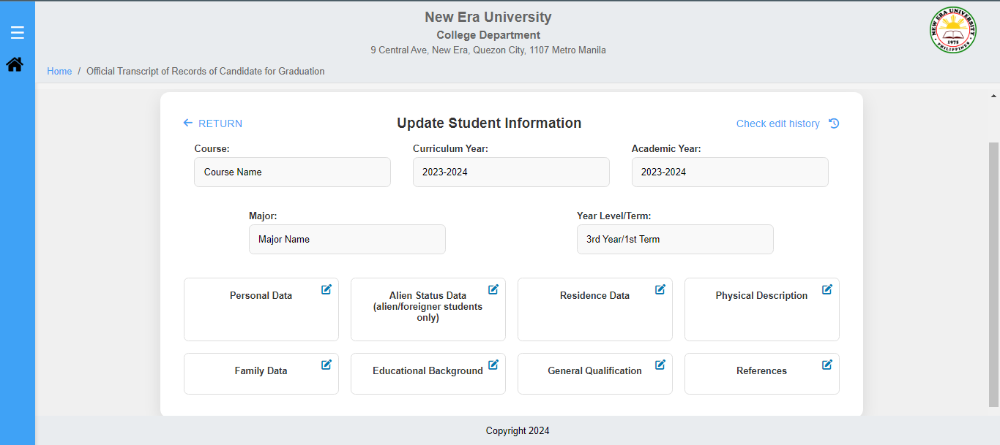 New Era University
College Department
9 Central Ave, New Era, Quezon City, 1107 Metro Manila
NEW ERA UNIVERSITY
1975
PHILIPPINES
Home / Official Transcript of Records of Candidate for Graduation
RETURN
Update Student Information
Check edit history
Course:
Curriculum Year:
Academic Year:
Course Name
2023-2024
2023-2024
Major:
Year Level/Term:
Major Name
3rd Year/1st Term
Personal Data
Alien Status Data
(alien/foreigner students
only)
Residence Data
Physical Description
Family Data
Educational Background
General Qualification
References
Copyright 2024